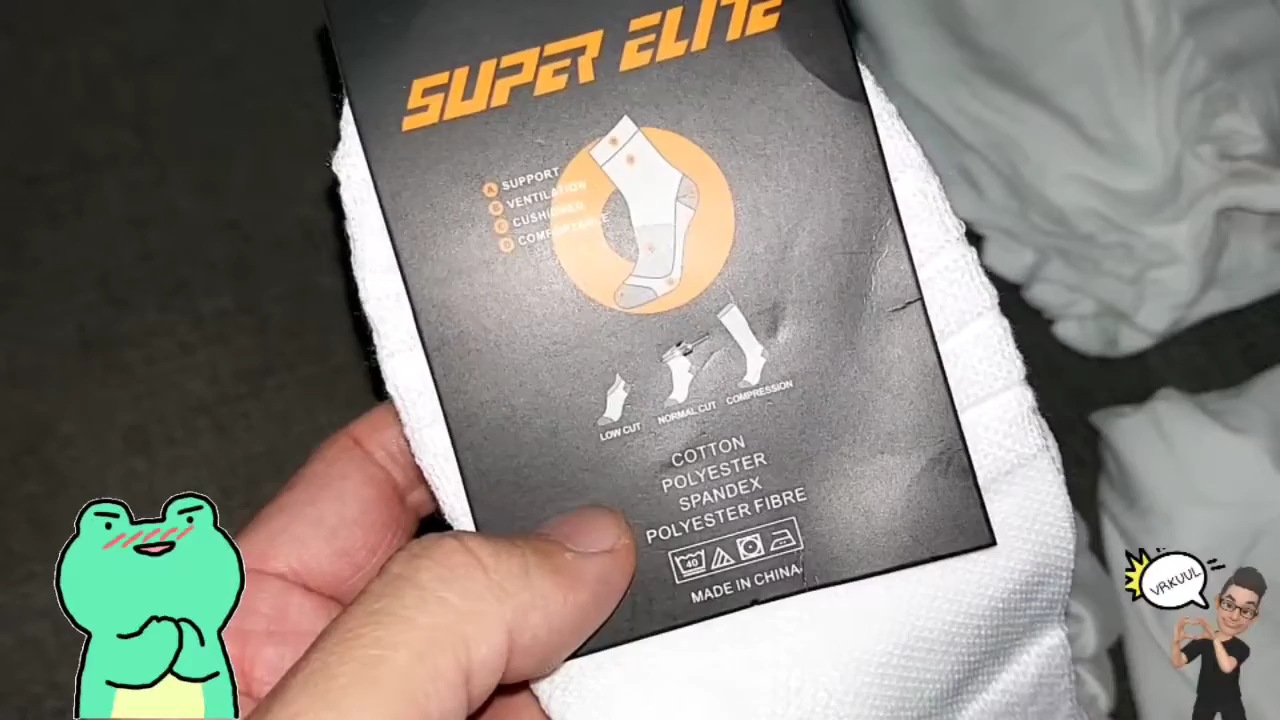 SUPER ELITE
A SUPPORT
B VENTILATION
C CUSHIONED
D COMFORTABLE
LOW CUT
NORMAL CUT
COMPRESSION
COTTON
POLYESTER
SPANDEX
POLYESTER FIBRE
40
MADE IN CHINA
VRKUUL